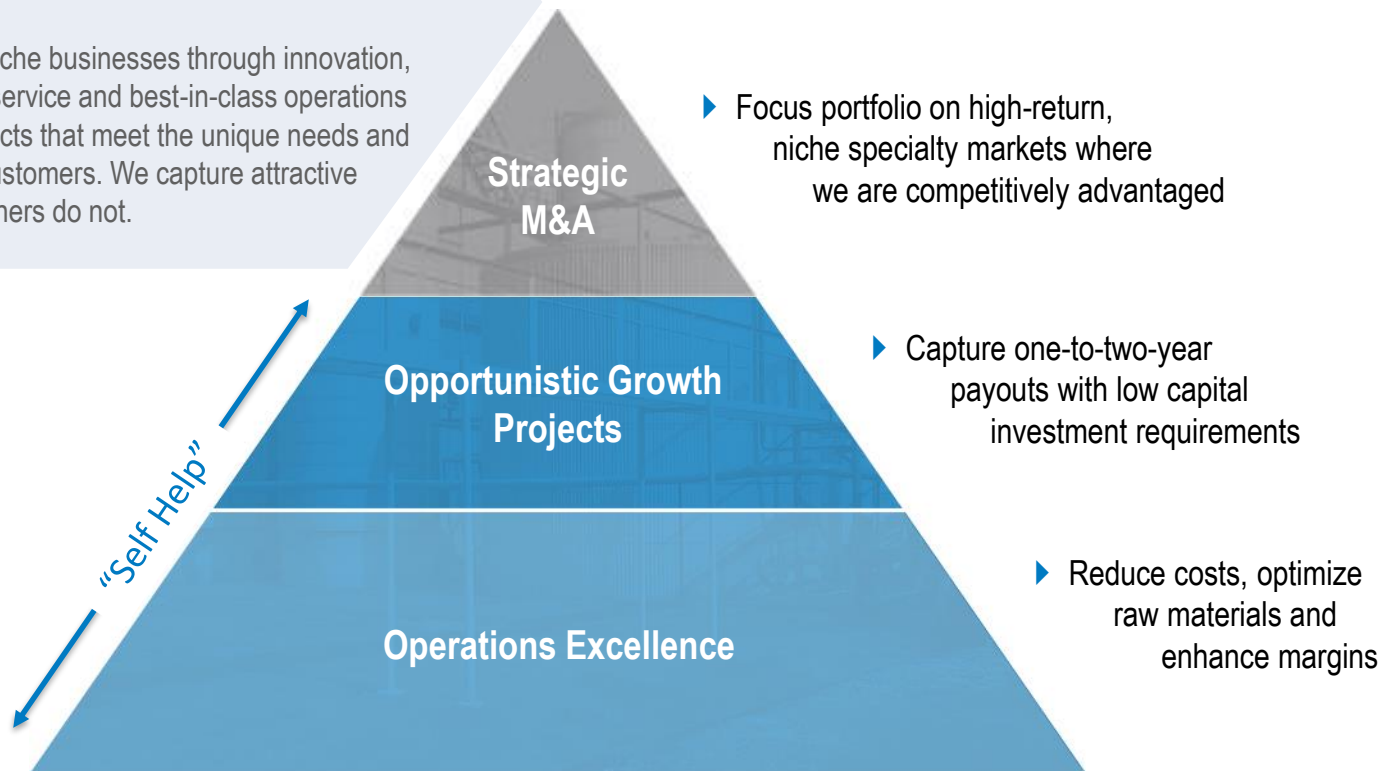 che businesses through innovation,
service and best-in-class operations
cts that meet the unique needs and
ustomers. We capture attractive
ners do not.
Strategic
M&A
▶ Focus portfolio on high-return,
niche specialty markets where
we are competitively advantaged
Opportunistic Growth
Projects
▶ Capture one-to-two-year
payouts with low capital
investment requirements
“Self Help”
Operations Excellence
▶ Reduce costs, optimize
raw materials and
enhance margins